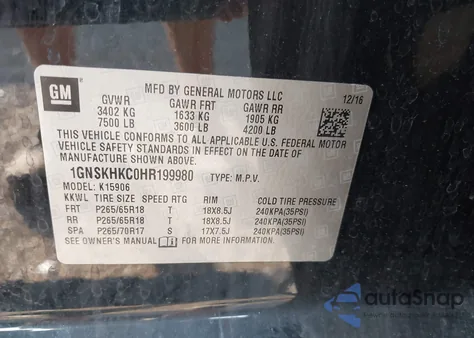 GM
MFD BY GENERAL MOTORS LLC
GVWR GAWR FRT GAWR RR 12/16
3402 KG 1633 KG 1905 KG
7500 LB 3600 LB 4200 LB
THIS VEHICLE CONFORMS TO ALL APPLICABLE U.S. FEDERAL MOTOR
VEHICLE SAFETY STANDARDS IN EFFECT ON THE DATE OF
MANUFACTURE SHOWN ABOVE.
1GNSKHKC0HR199980 TYPE: M.P.V.
MODEL: K15906
KKWL TIRE SIZE SPEED RTG RIM COLD TIRE PRESSURE
FRT P265/65R18 T 18X8.5J 240KPA(35PSI)
RR P265/65R18 T 18X8.5J 240KPA(35PSI)
SPA P265/70R17 S 17X7.5J 240KPA(35PSI)
SEE OWNER'S MANUAL FOR MORE INFORMATION.
autoSnap